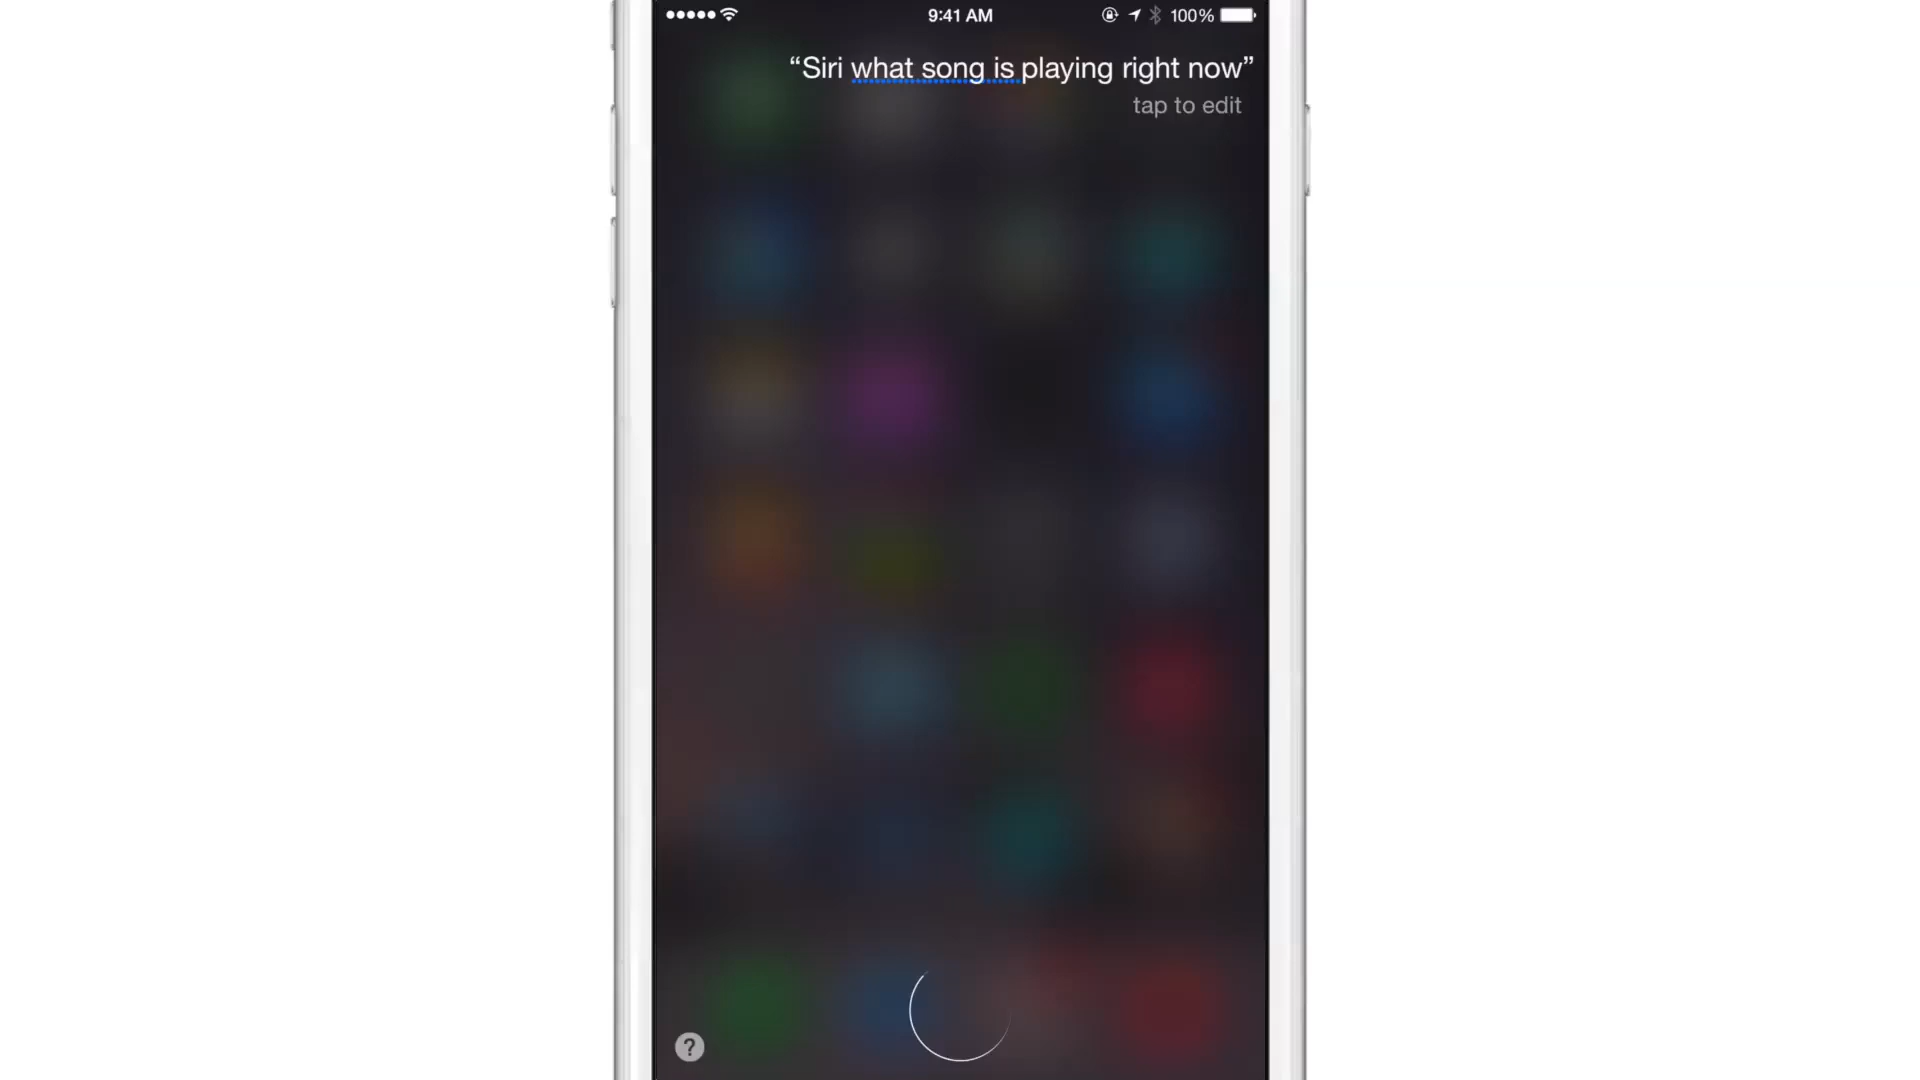 9:41 AM
100%
“Siri what song is playing right now”
tap to edit
?